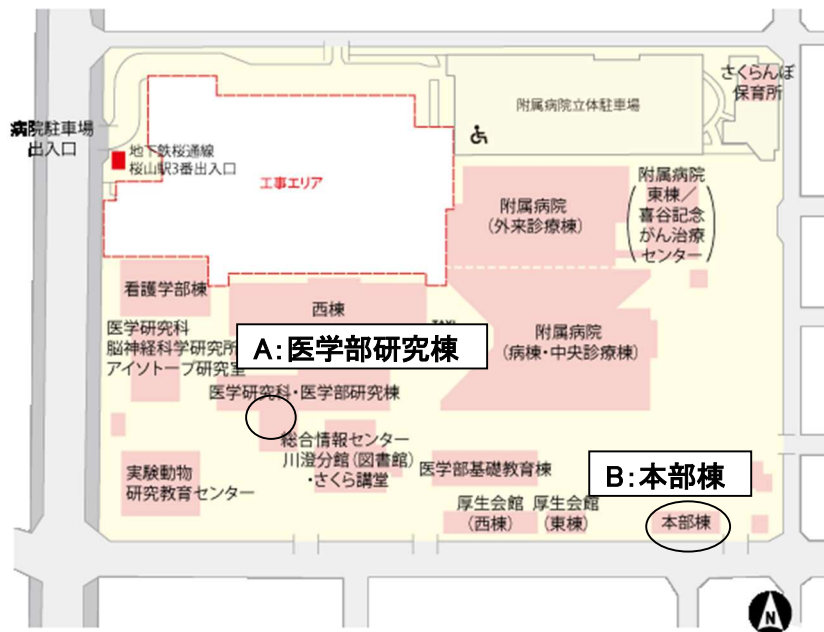 さくらんぼ
保育所
附属病院立体駐車場
病院駐車場
出入口
地下鉄桜通線
桜山駅3番出入口
工事エリア
附属病院
(外来診療棟)
附属病院
東棟/
喜谷記念
がん治療
センター
看護学部棟
西棟
医学研究科
脳神経科学研究所
アイソトープ研究室
A:医学部研究棟
附属病院
(病棟・中央診療棟)
医学研究科・医学部研究棟
総合情報センター
川澄分館(図書館)
・さくら講堂
医学部基礎教育棟
実験動物
研究教育センター
B:本部棟
厚生会館
(西棟)
厚生会館
(東棟)
本部棟
N